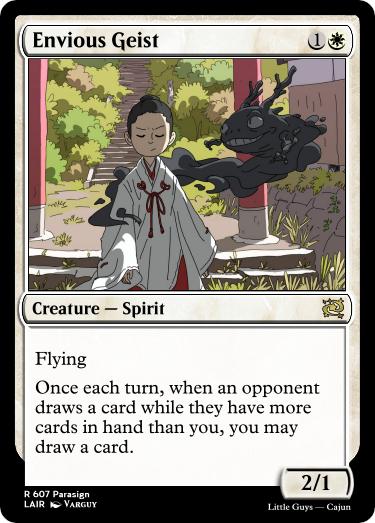 Envious Geist 1
Creature — Spirit
Flying
Once each turn, when an opponent
draws a card while they have more
cards in hand than you, you may
draw a card.
2/1
R 607 Parasign
LAIR VARGUY
Little Guys — Cajun